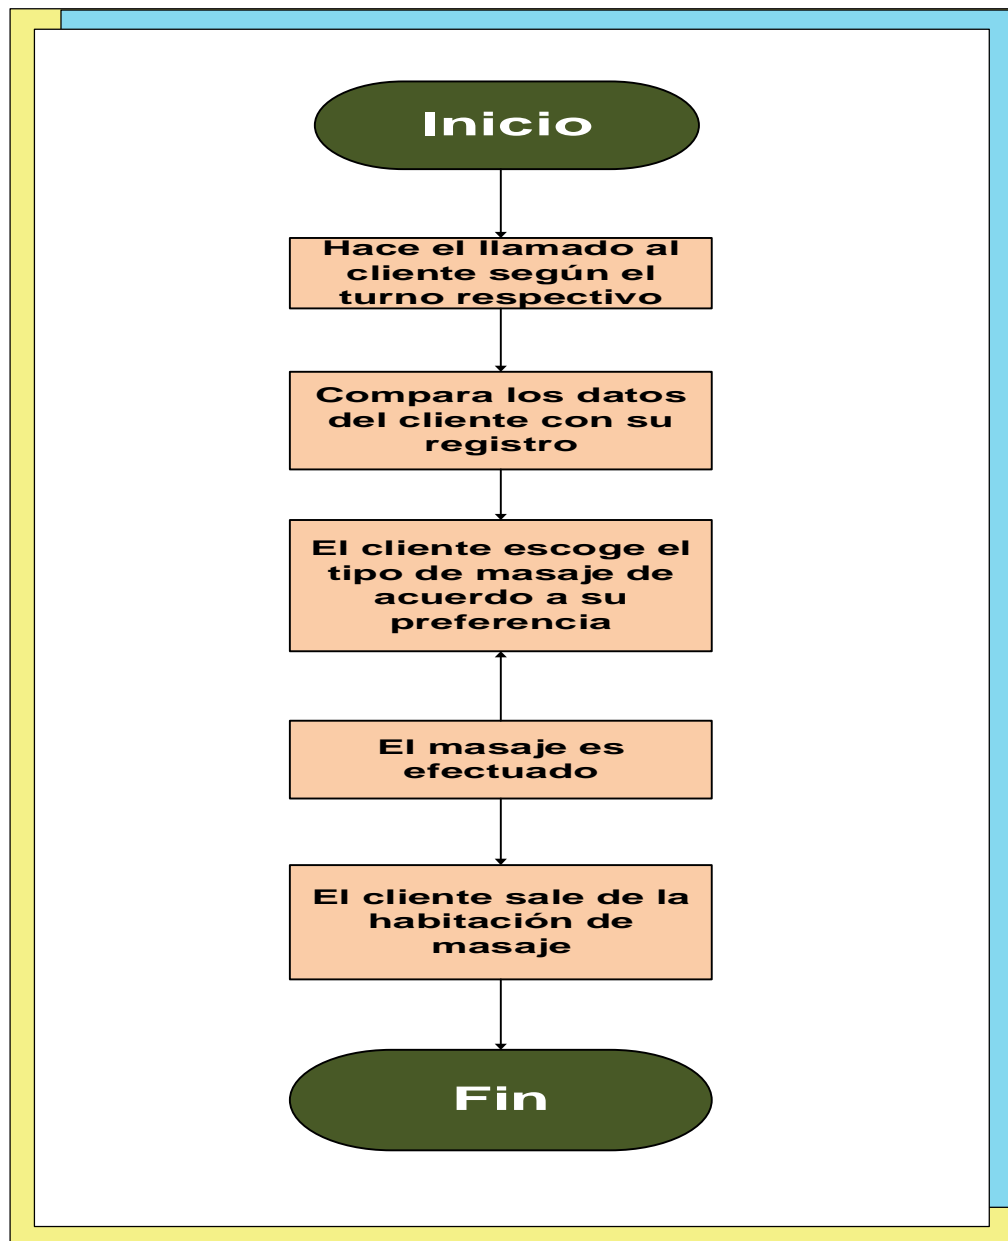 Inicio
Hace el llamado al
cliente según el
turno respectivo
Compara los datos
del cliente con su
registro
El cliente escoge el
tipo de masaje de
acuerdo a su
preferencia
El masaje es
efectuado
El cliente sale de la
habitación de
masaje
Fin